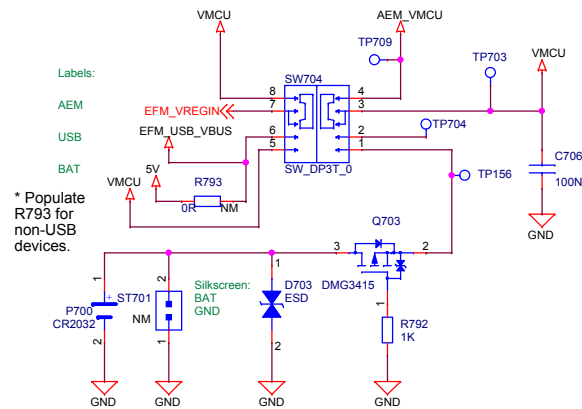 VMCU
AEM_VMCU
TP709
TP703
VMCU
Labels:
SW704
8
4
AEM
EFM_VREGIN
7
3
EFM_USB_VBUS
TP704
USB
6
2
5
1
5V
R793
SW_DP3T_0
C706
100N
BAT
VMCU
TP156
* Populate
R793 for
non-USB
devices.
0R
NM
Q703
GND
3
2
1
2
1
D703
ESD
DMG3415
ST701
Silkscreen:
BAT
GND
+
P700
CR2032
NM
1
R792
1K
2
1
2
GND
GND
GND
GND